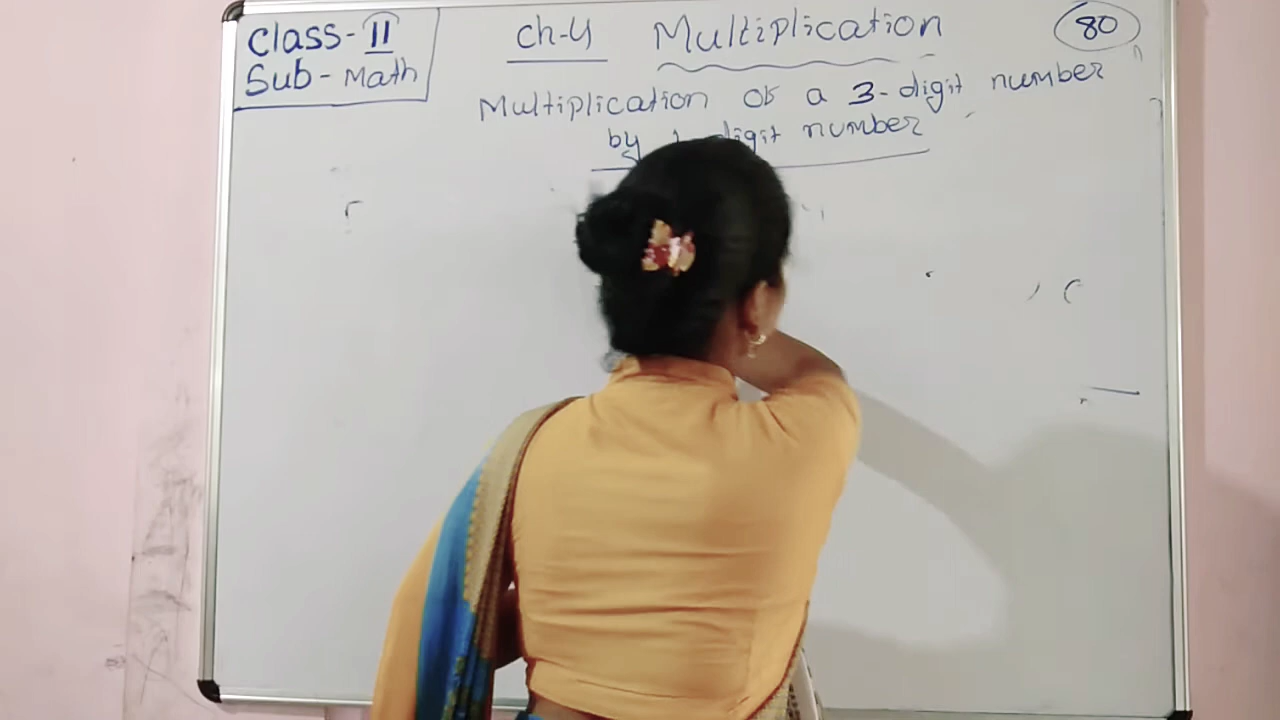 Class-II
Sub-Math
Ch-4 Multiplication
80
Multiplication of a 3-digit number
by digit number